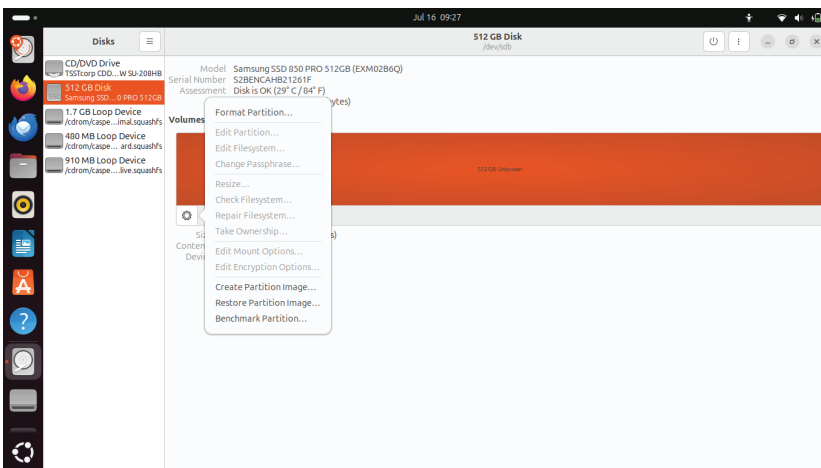 Jul 16 09:27
Disks
512 GB Disk
/dev/sdb
CD/DVD Drive
TSSTcorp CDD...W SU-208HB
512 GB Disk
Samsung SSD...0 PRO 512GB
1.7 GB Loop Device
/cdrom/caspe...imal.squashfs
480 MB Loop Device
/cdrom/caspe... ard.squashfs
910 MB Loop Device
/cdrom/caspe....live.squashfs
Model Samsung SSD 850 PRO 512GB (EXM02B6Q)
Serial Number S2BENCAHB21261F
Assessment Disk is OK (29° C / 84° F)
ytes)
Volumes
512 GB Unknown
Siz
s)
Conten
Devi
Format Partition...
Edit Partition...
Edit Filesystem...
Change Passphrase...
Resize...
Check Filesystem...
Repair Filesystem...
Take Ownership...
Edit Mount Options...
Edit Encryption Options...
Create Partition Image...
Restore Partition Image...
Benchmark Partition...